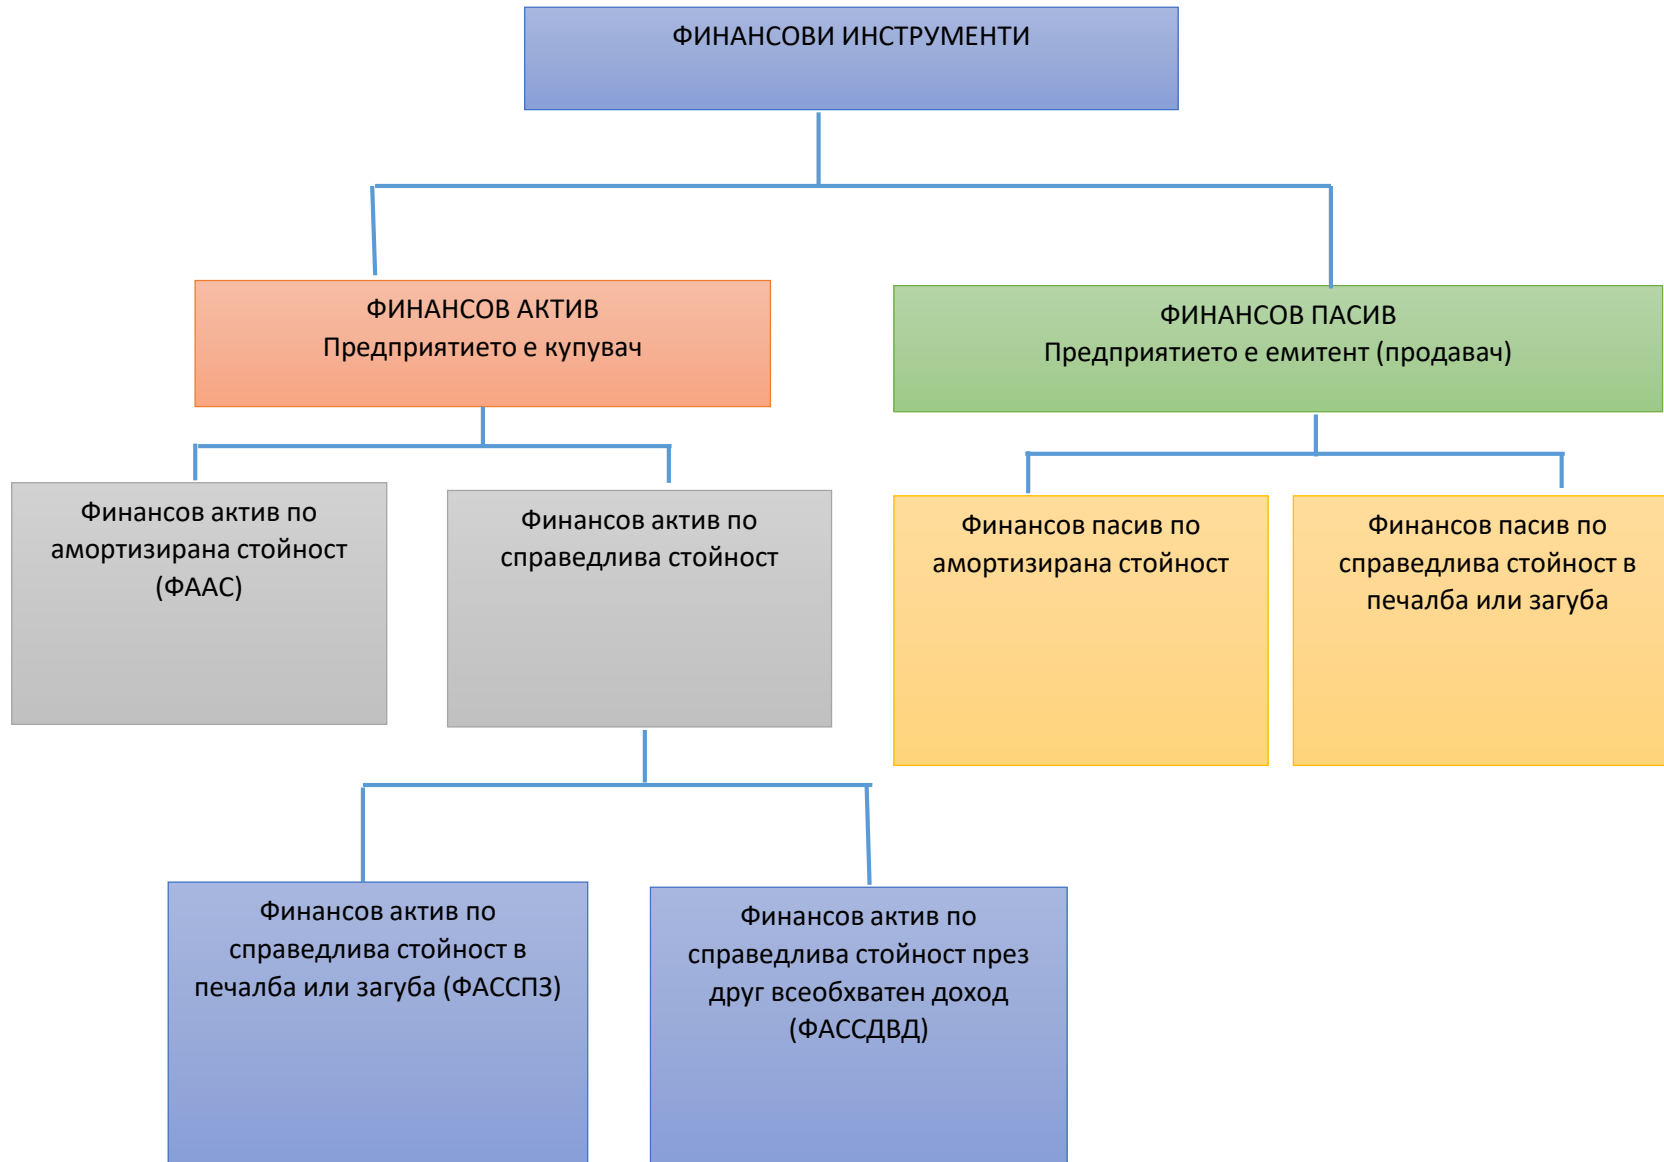 ФИНАНСОВИ ИНСТРУМЕНТИ
ФИНАНСОВ АКТИВ
Предприятието е купувач
ФИНАНСОВ ПАСИВ
Предприятието е емитент (продавач)
Финансов актив по
амортизирана стойност
(ФААС)
Финансов актив по
справедлива стойност
Финансов пасив по
амортизирана стойност
Финансов пасив по
справедлива стойност в
печалба или загуба
Финансов актив по
справедлива стойност в
печалба или загуба (ФАССПЗ)
Финансов актив по
справедлива стойност през
друг всеобхватен доход
(ФАССДВД)